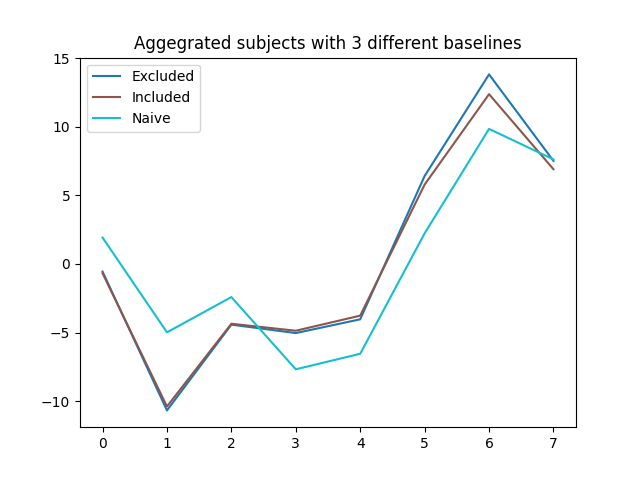 Aggegrated subjects with 3 different baselines
15
10
5
0
−5
−10
Excluded
Included
Naive
0 1 2 3 4 5 6 7